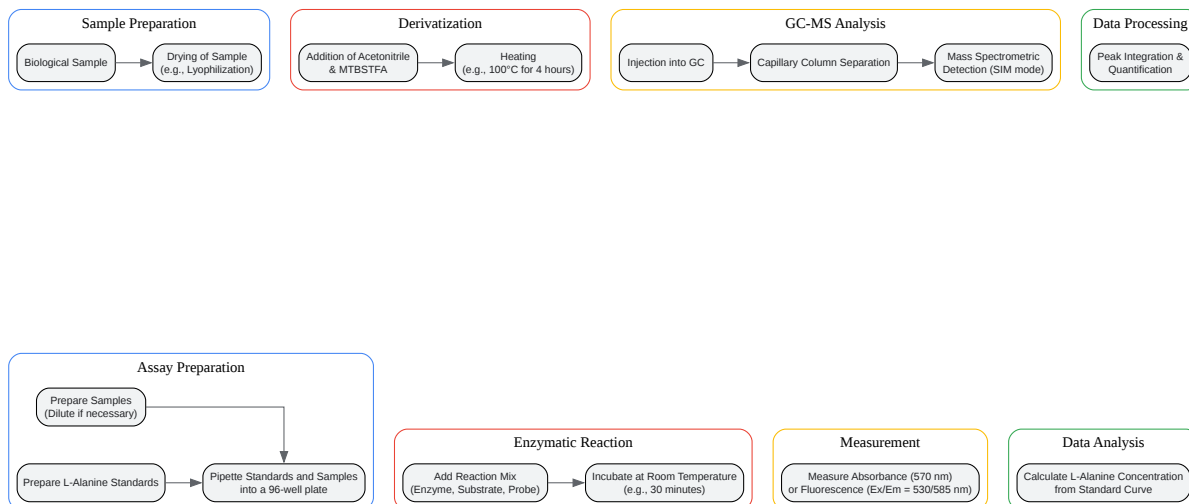 Sample Preparation
Biological Sample
Drying of Sample
(e.g., Lyophilization)
Derivatization
Addition of Acetonitrile
& MTBSTFA
Heating
(e.g., 100°C for 4 hours)
GC-MS Analysis
Injection into GC
Capillary Column Separation
Mass Spectrometric
Detection (SIM mode)
Data Processing
Peak Integration &
Quantification
Assay Preparation
Prepare Samples
(Dilute if necessary)
Prepare L-Alanine Standards
Pipette Standards and Samples
into a 96-well plate
Enzymatic Reaction
Add Reaction Mix
(Enzyme, Substrate, Probe)
Incubate at Room Temperature
(e.g., 30 minutes)
Measurement
Measure Absorbance (570 nm)
or Fluorescence (Ex/Em = 530/585 nm)
Data Analysis
Calculate L-Alanine Concentration
from Standard Curve